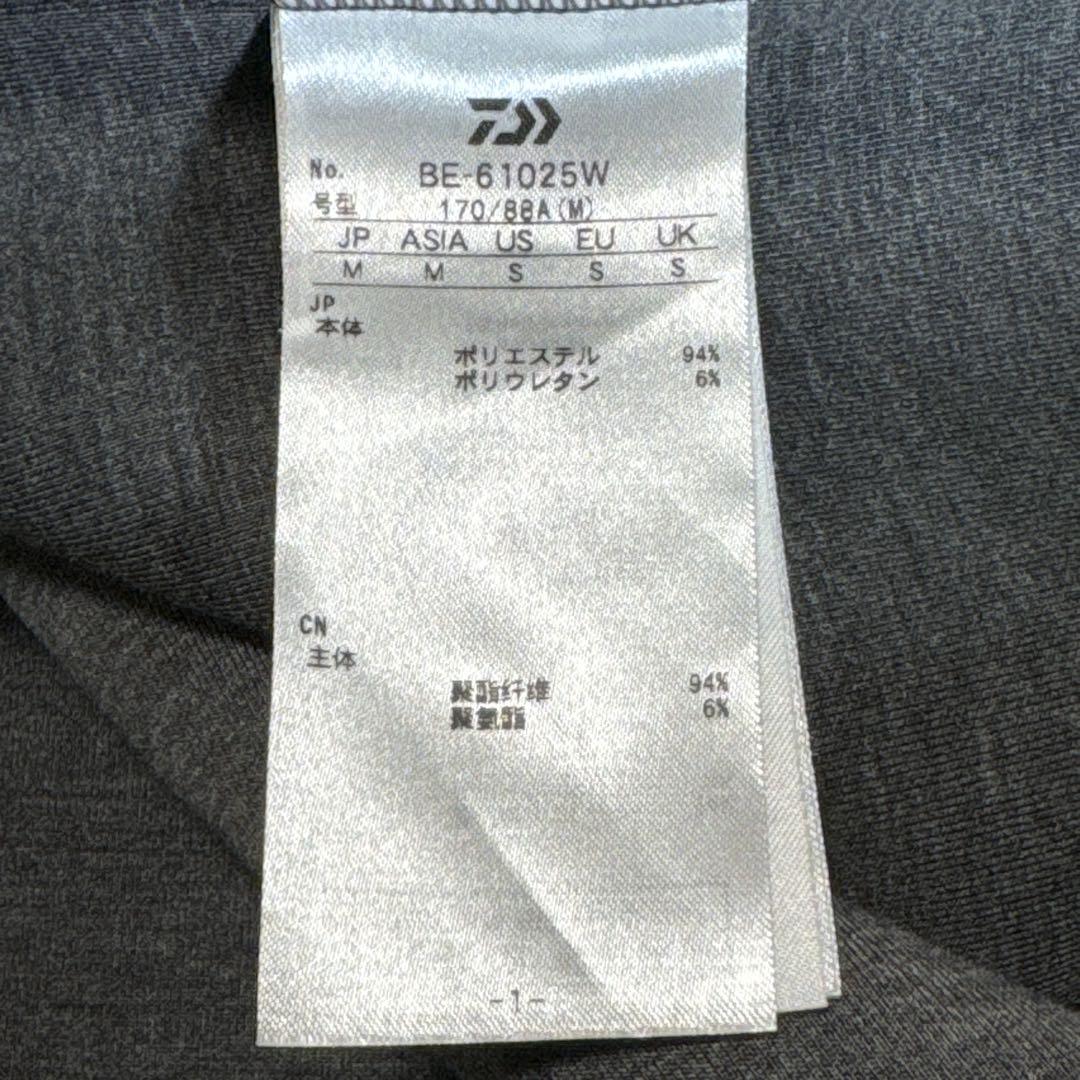 No. BE-61025W
号型 170/88A(M)
JP ASIA US EU UK
M M S S S
JP
本体
ポリエステル 94%
ポリウレタン 6%
CN
主体
聚酯纤维 94%
聚氨酯 6%
-1-